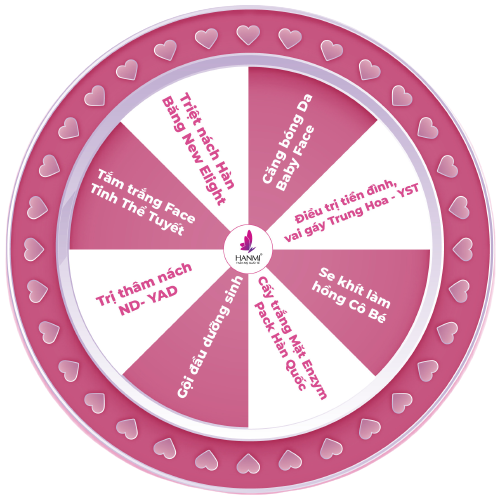 Căng bóng Da
Baby Face
Điều trị tiền đình,
vai gáy Trung Hoa - YST
Se khít làm
hồng Cô Bé
Cấy trắng Mặt Enzym
Pack Hàn Quốc
Gội đầu dưỡng sinh
Trị thâm nách
ND- YAD
Tắm trắng Face
Tinh Thể Tuyết
Triệt nách Hàn
Băng New Elight
HANMI